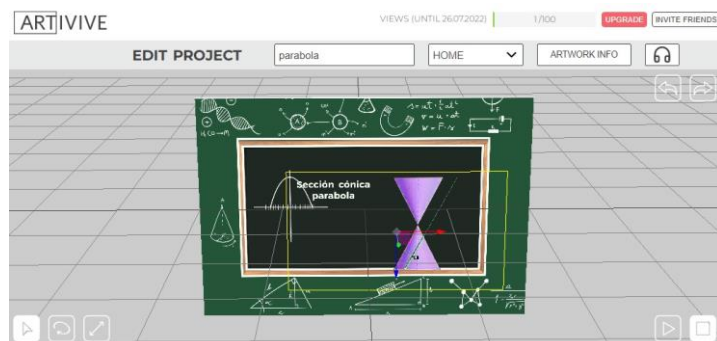 ARTIVIVE
VIEWS (UNTIL 26.07.2022)
1/100
UPGRADE
INVITE FRIENDS
EDIT PROJECT
parabola
HOME
ARTWORK INFO
Sección cónica
parabola
A
B